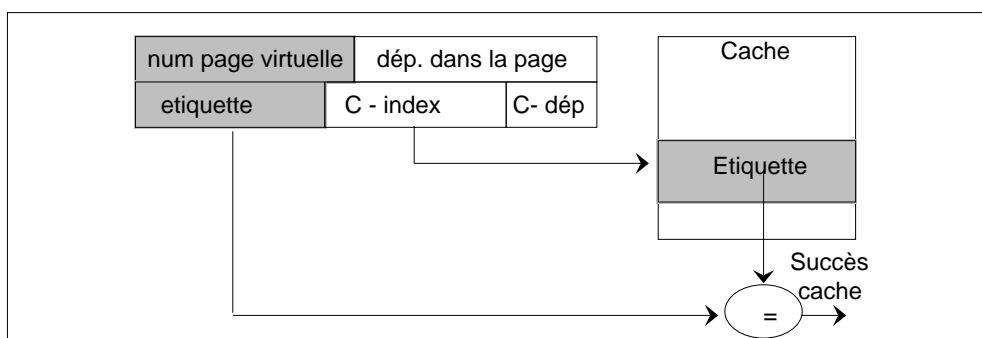 num page virtuelle dép. dans la page
etiquette C - index C- dép
Cache
Etiquette
Succès
cache
=